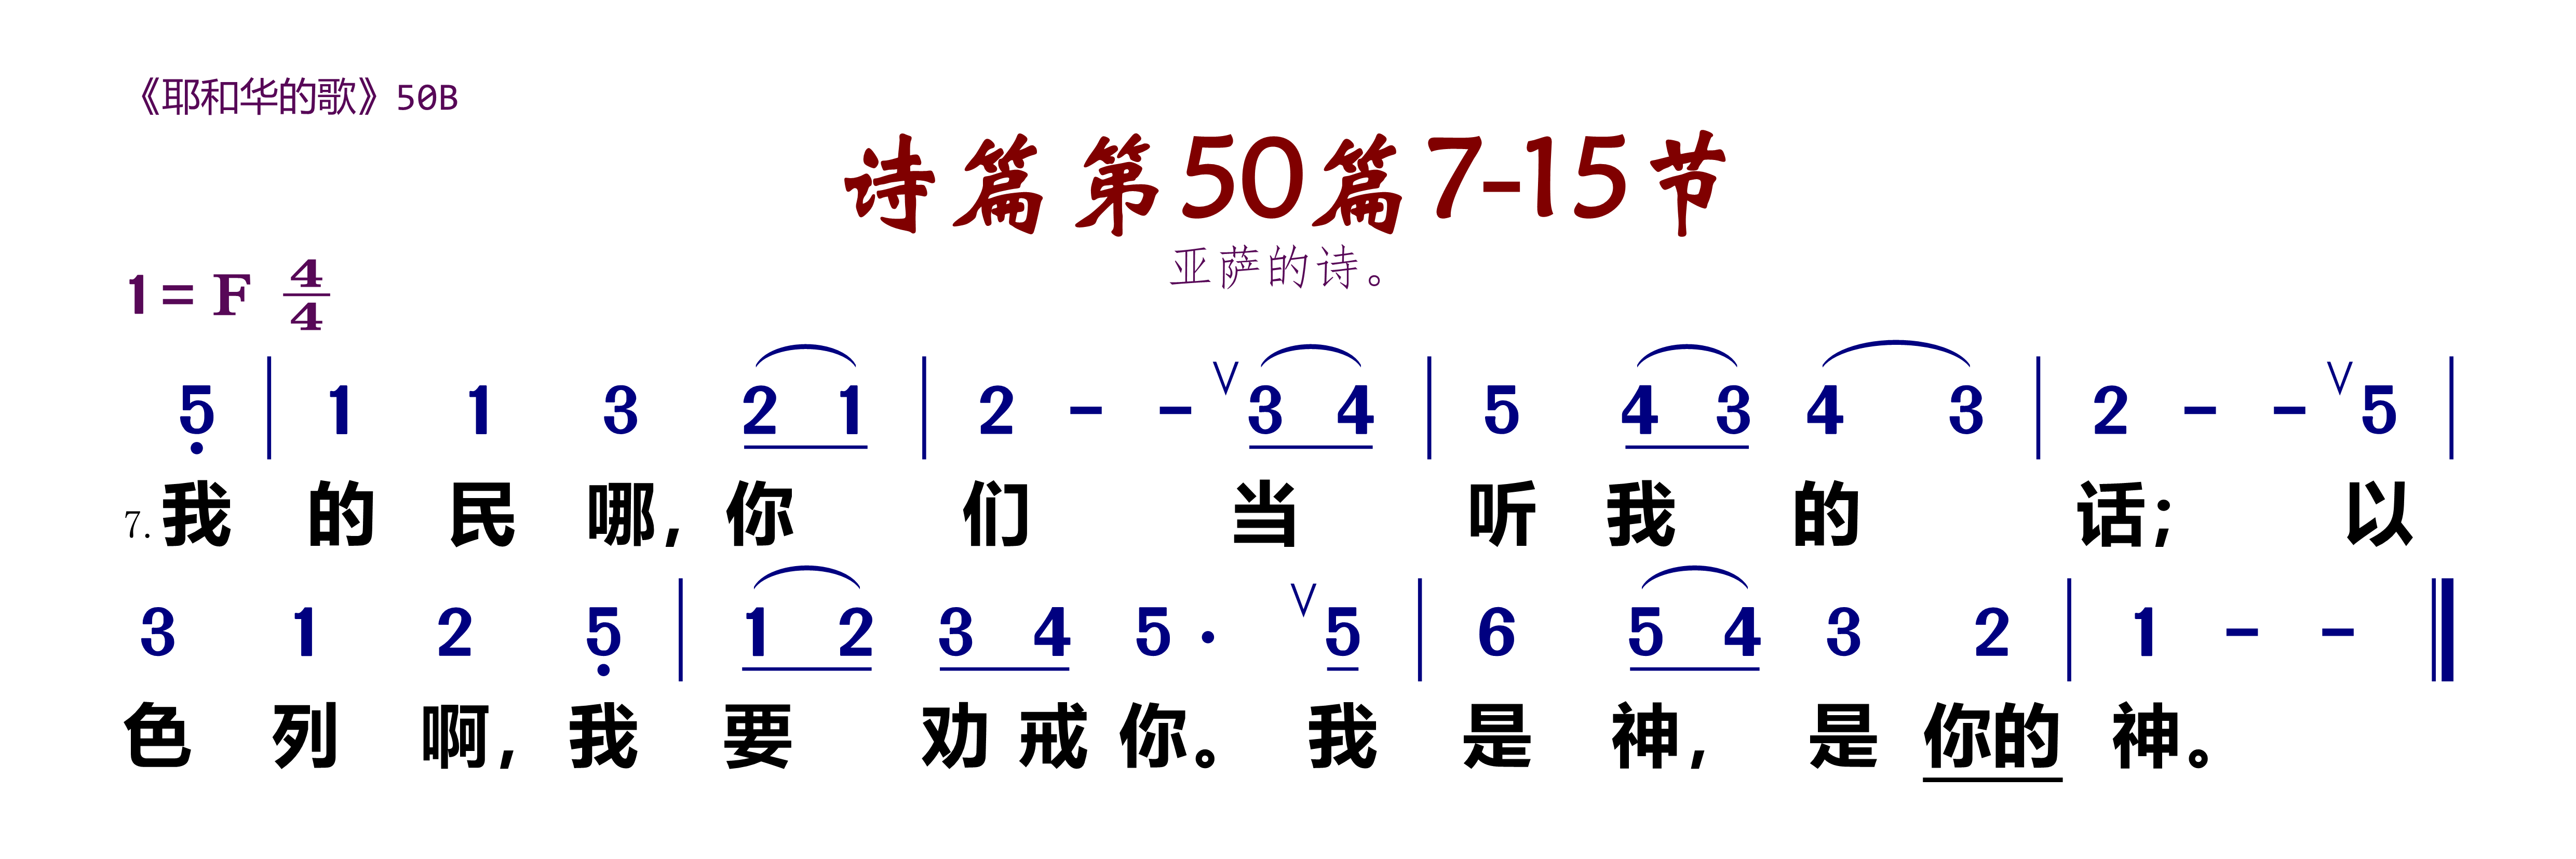 《耶和华的歌》50B
诗篇第50篇7-15节
亚萨的诗。
1= F 4/4
5̣ | 1 1 3 2 1 | 2 - - ∨ 3 4 | 5 4 3 4 3 | 2 - - ∨ 5 |
7. 我 的 民 哪, 你 们 当 听 我 的 话; 以
3 1 2 5̣ | 1 2 3 4 5 · ∨ 5 | 6 5 4 3 2 | 1 - - ‖
色 列 啊, 我 要 劝 戒 你。 我 是 神, 是 你的 神。